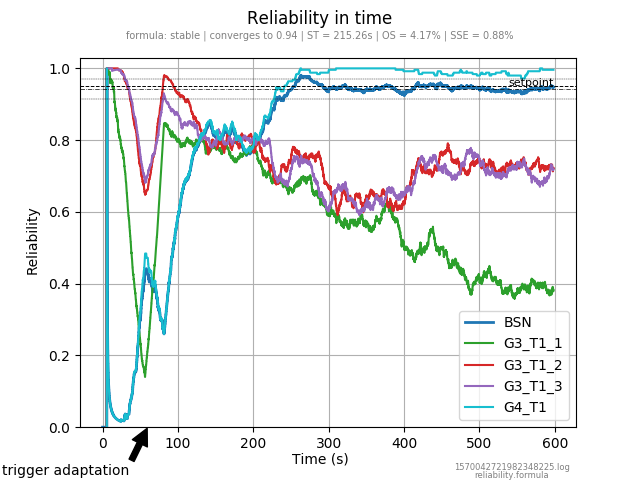 Reliability in time
formula: stable | converges to 0.94 | ST = 215.26s | OS = 4.17% | SSE = 0.88%
1.0
0.8
0.6
0.4
0.2
0.0
Reliability
setpoint
BSN
G3_T1_1
G3_T1_2
G3_T1_3
G4_T1
0 100 200 300 400 500 600
Time (s)
trigger adaptation
1570042721982348225.log
reliability.formula